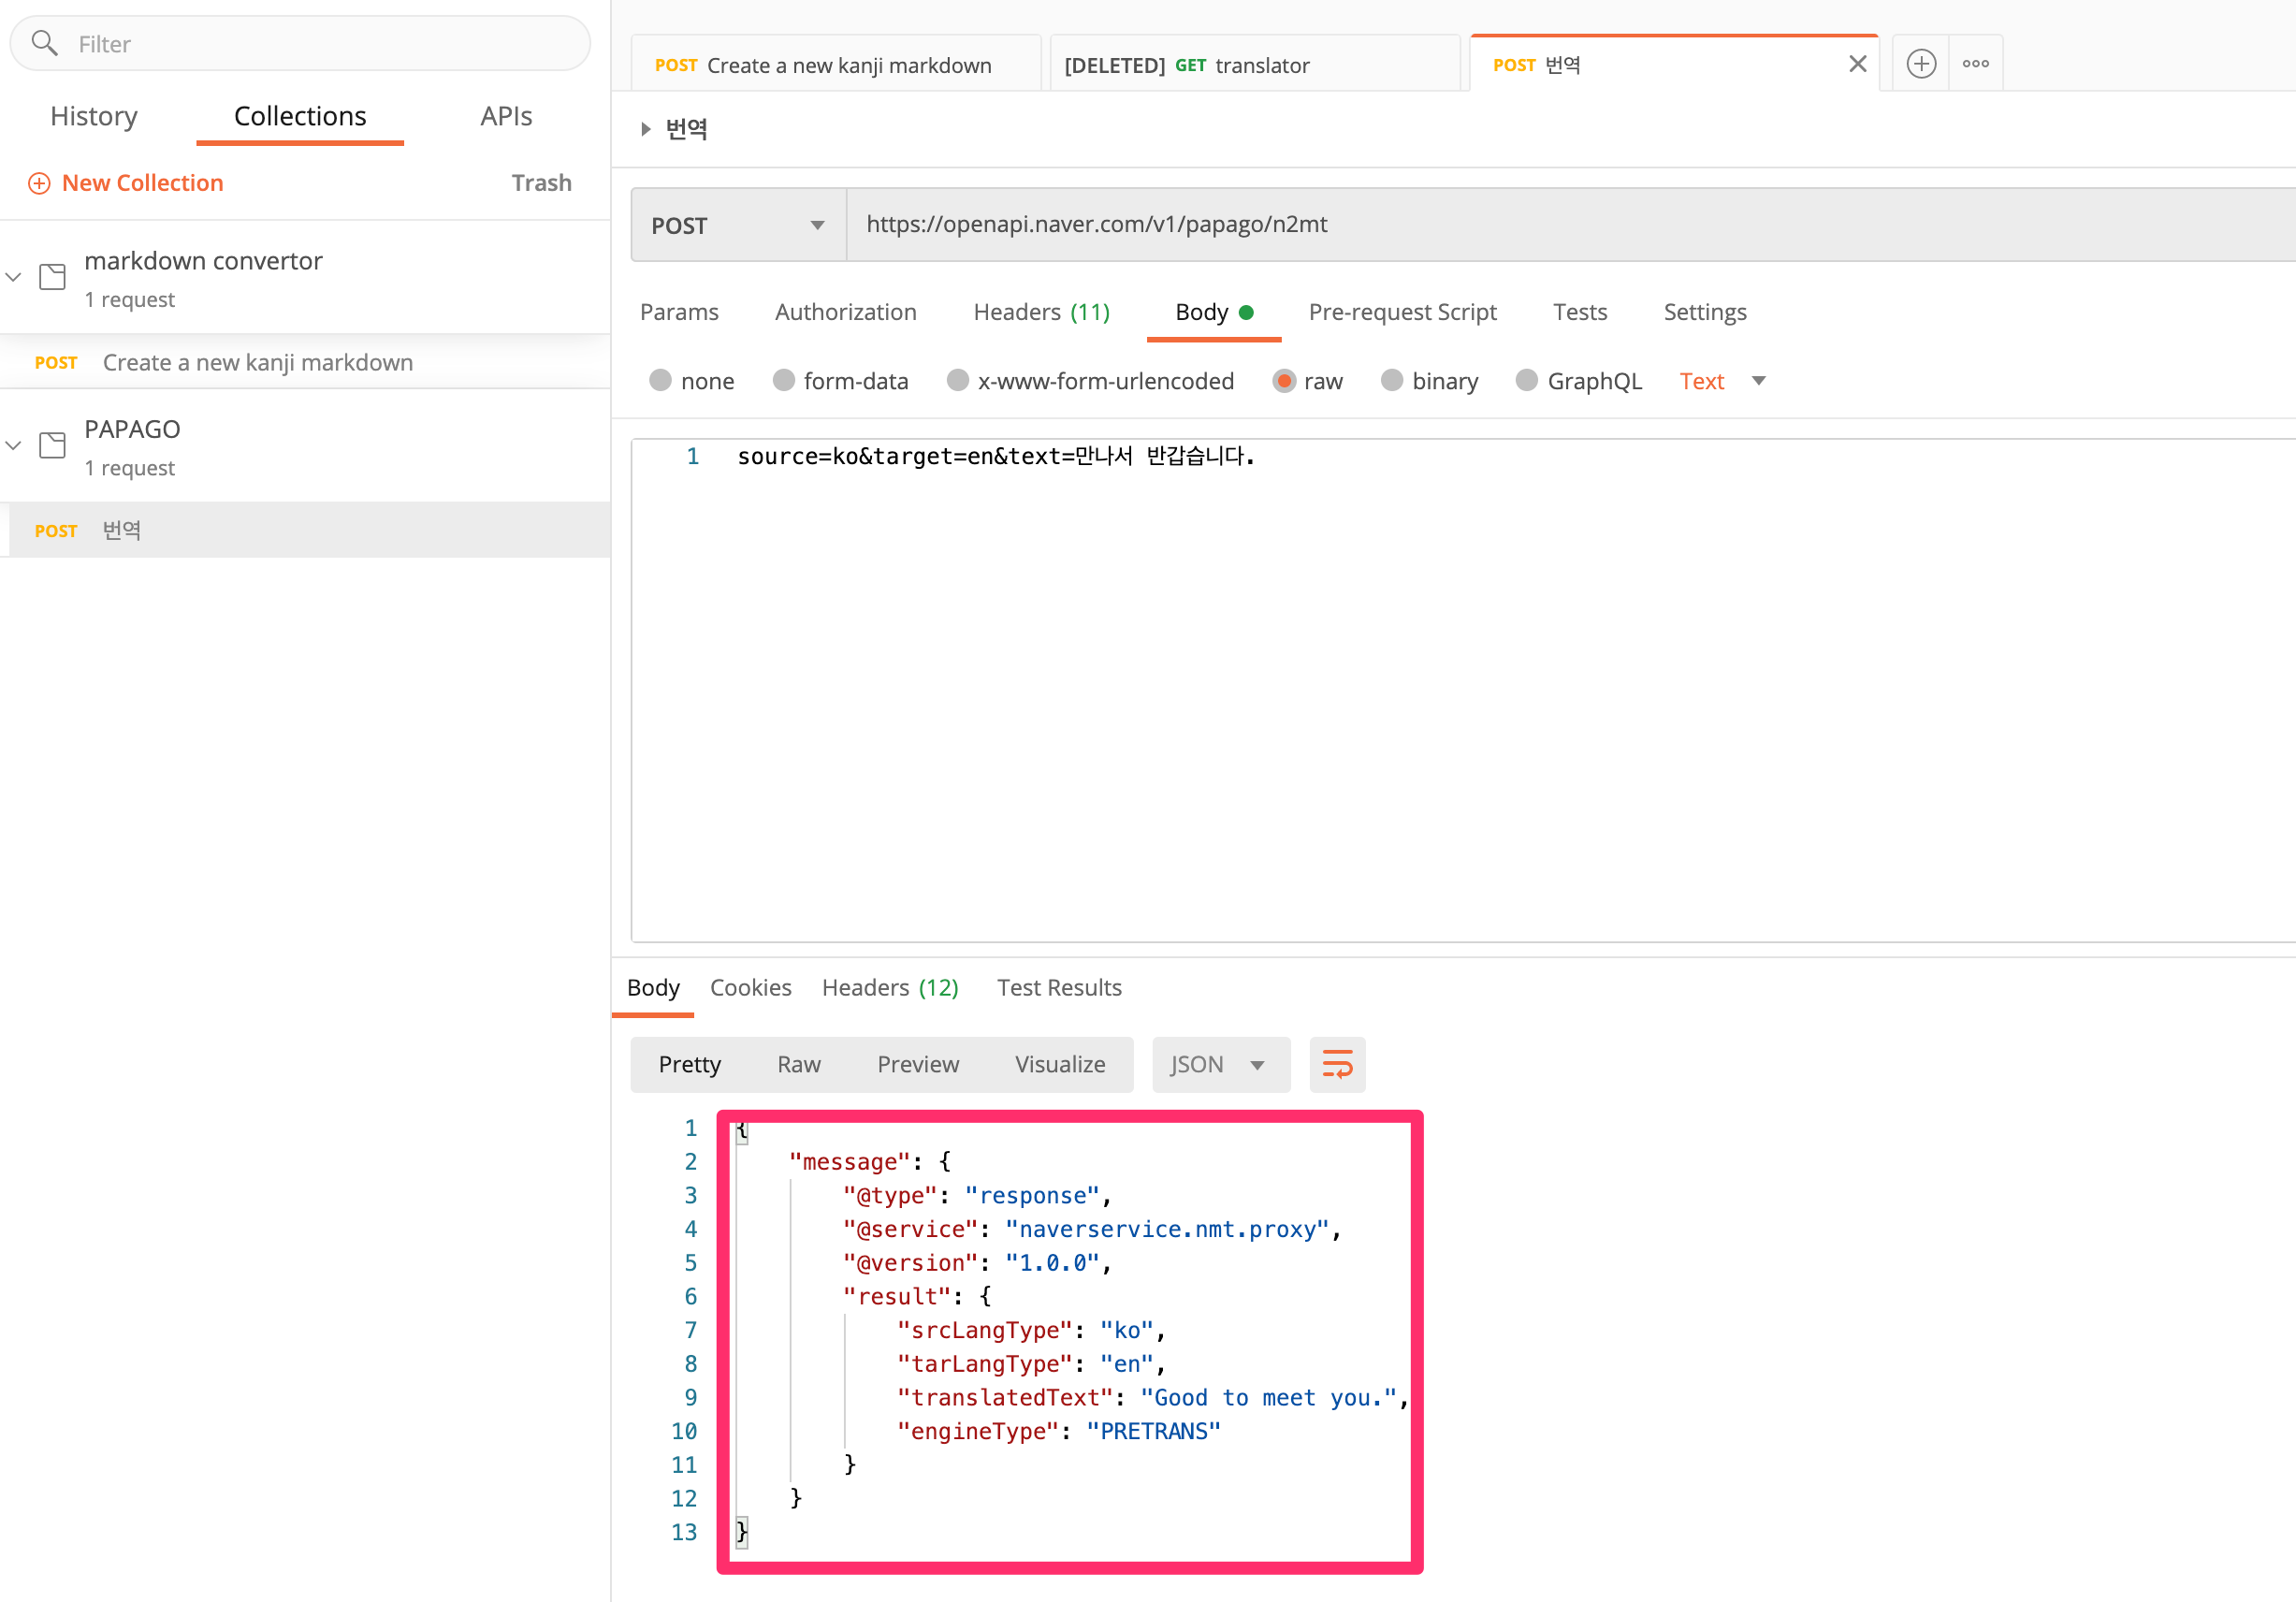 Filter
History Collections APIs
New Collection Trash
markdown convertor
1 request
POST Create a new kanji markdown
PAPAGO
1 request
POST 번역
POST Create a new kanji markdown [DELETED] GET translator POST 번역
번역
POST https://openapi.naver.com/v1/papago/n2mt
Params Authorization Headers (11) Body Pre-request Script Tests Settings
none form-data x-www-form-urlencoded raw binary GraphQL Text
1 source=ko&target=en&text=만나서 반갑습니다.
Body Cookies Headers (12) Test Results
Pretty Raw Preview Visualize JSON
1 {
2 "message": {
3 "@type": "response",
4 "@service": "naverservice.nmt.proxy",
5 "@version": "1.0.0",
6 "result": {
7 "srcLangType": "ko",
8 "tarLangType": "en",
9 "translatedText": "Good to meet you.",
10 "engineType": "PRETRANS"
11 }
12 }
13 }